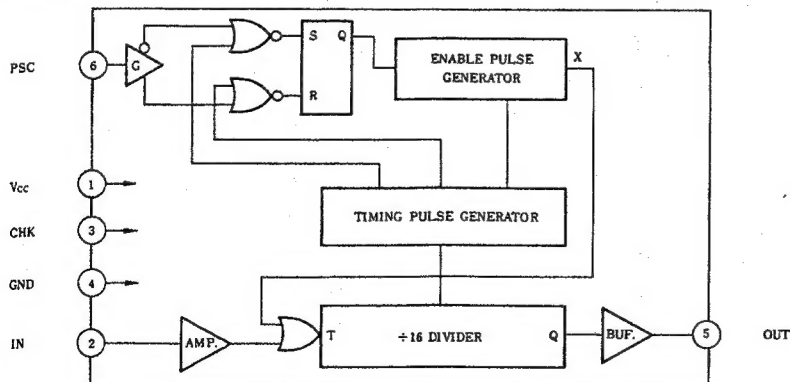 PSC
6
G
S
Q
R
ENABLE PULSE
GENERATOR
X
Vcc
1
CHK
3
TIMING PULSE GENERATOR
GND
4
IN
2
AMP.
T
÷16 DIVIDER
Q
BUF.
5
OUT